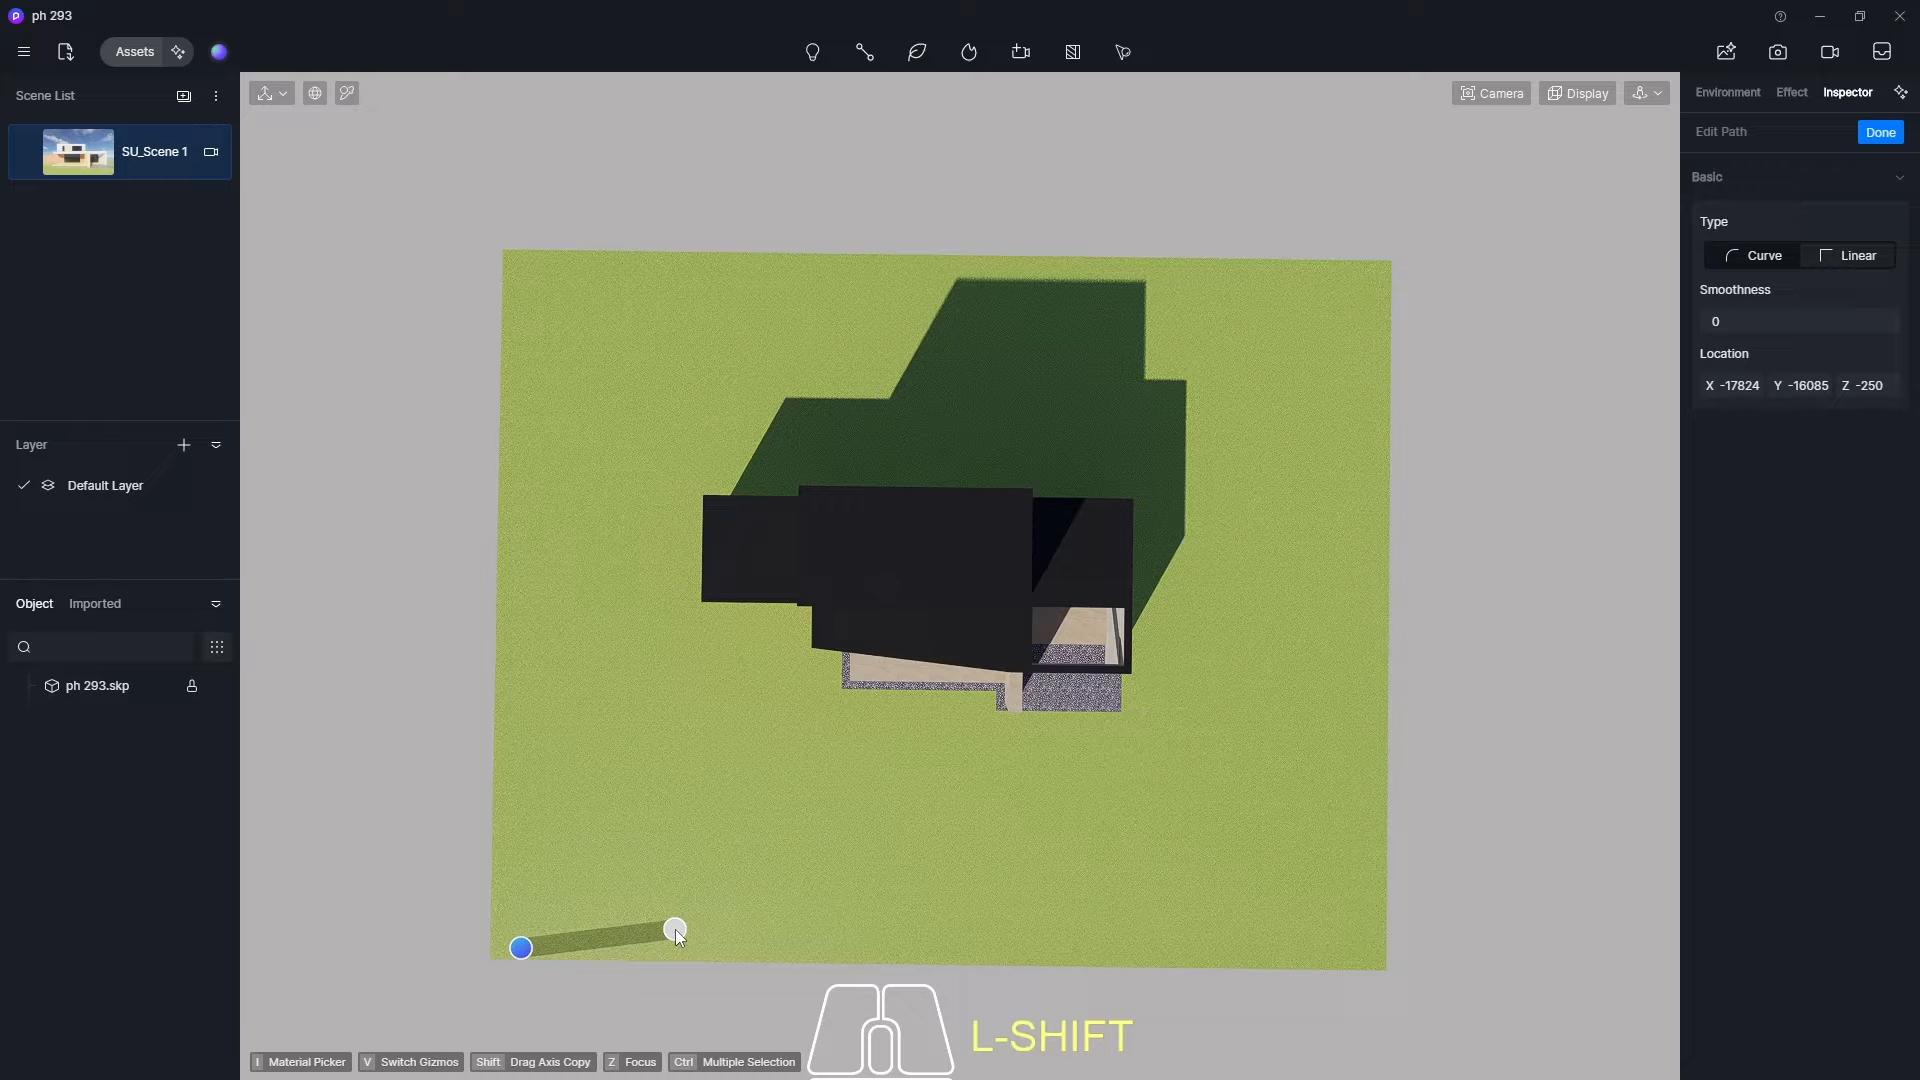 ph 293
Assets
Scene List
SU_Scene 1
Layer
Default Layer
Object Imported
ph 293.skp
Camera
Display
Environment Effect Inspector
Edit Path
Done
Basic
Type
Curve
Linear
Smoothness
0
Location
X -17824 Y -16085 Z -250
I Material Picker V Switch Gizmos Shift Drag Axis Copy Z Focus Ctrl Multiple Selection
L-SHIFT